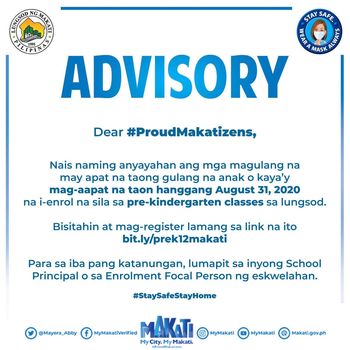 LUNGSOD NG MAKATI
PILIPINAS
STAY SAFE.
WEAR A MASK ALWAYS
ADVISORY
Dear #ProudMakatizens,
Nais naming anyayahan ang mga magulang na
may apat na taong gulang na anak o kaya'y
mag-aapat na taon hanggang August 31, 2020
na i-enrol na sila sa pre-kindergarten classes sa lungsod.
Bisitahin at mag-register lamang sa link na ito
bit.ly/prek12makati
Para sa iba pang katanungan, lumapit sa inyong School
Principal o sa Enrolment Focal Person ng eskwelahan.
#StaySafeStayHome
@Mayora_Abby
MyMakatiVerified
MAKATI
My City. My Makati.
MyMakati
Makati.gov.ph